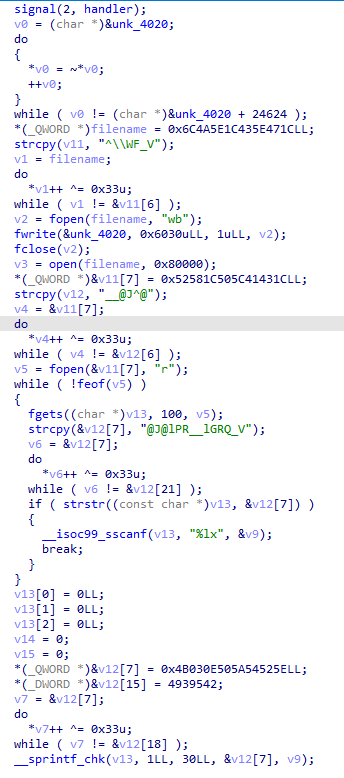 signal(2, handler);
v0 = (char *)&unk_4020;
do
{
*v0 = ~*v0;
++v0;
}
while ( v0 != (char *)&unk_4020 + 24624 );
*(_QWORD *)filename = 0x6C4A5E1C435E471CLL;
strcpy(v11, "^\\WF_V");
v1 = filename;
do
*v1++ ^= 0x33u;
while ( v1 != &v11[6] );
v2 = fopen(filename, "wb");
fwrite(&unk_4020, 0x6030uLL, 1uLL, v2);
fclose(v2);
v3 = open(filename, 0x80000);
*(_QWORD *)&v11[7] = 0x52581C505C41431CLL;
strcpy(v12, "__@J^@");
v4 = &v11[7];
do
*v4++ ^= 0x33u;
while ( v4 != &v12[6] );
v5 = fopen(&v11[7], "r");
while ( !feof(v5) )
{
fgets((char *)v13, 100, v5);
strcpy(&v12[7], "@J@lPR__lGRQ_V");
v6 = &v12[7];
do
*v6++ ^= 0x33u;
while ( v6 != &v12[21] );
if ( strstr((const char *)v13, &v12[7]) )
{
__isoc99_sscanf(v13, "%lx", &v9);
break;
}
}
v13[0] = 0LL;
v13[1] = 0LL;
v13[2] = 0LL;
v14 = 0;
v15 = 0;
*(_QWORD *)&v12[7] = 0x4B030E505A54525ELL;
*(_DWORD *)&v12[15] = 4939542;
v7 = &v12[7];
do
*v7++ ^= 0x33u;
while ( v7 != &v12[18] );
__sprintf_chk(v13, 1LL, 30LL, &v12[7], v9);